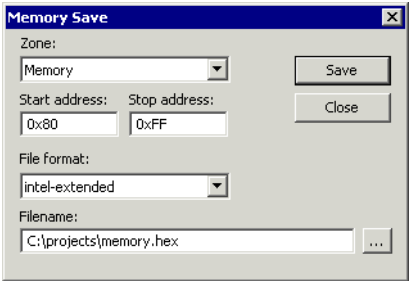 Memory Save
Zone:
Memory
Save
Start address: Stop address:
0x80 0xFF
Close
File format:
intel-extended
Filename:
C:\projects\memory.hex
...